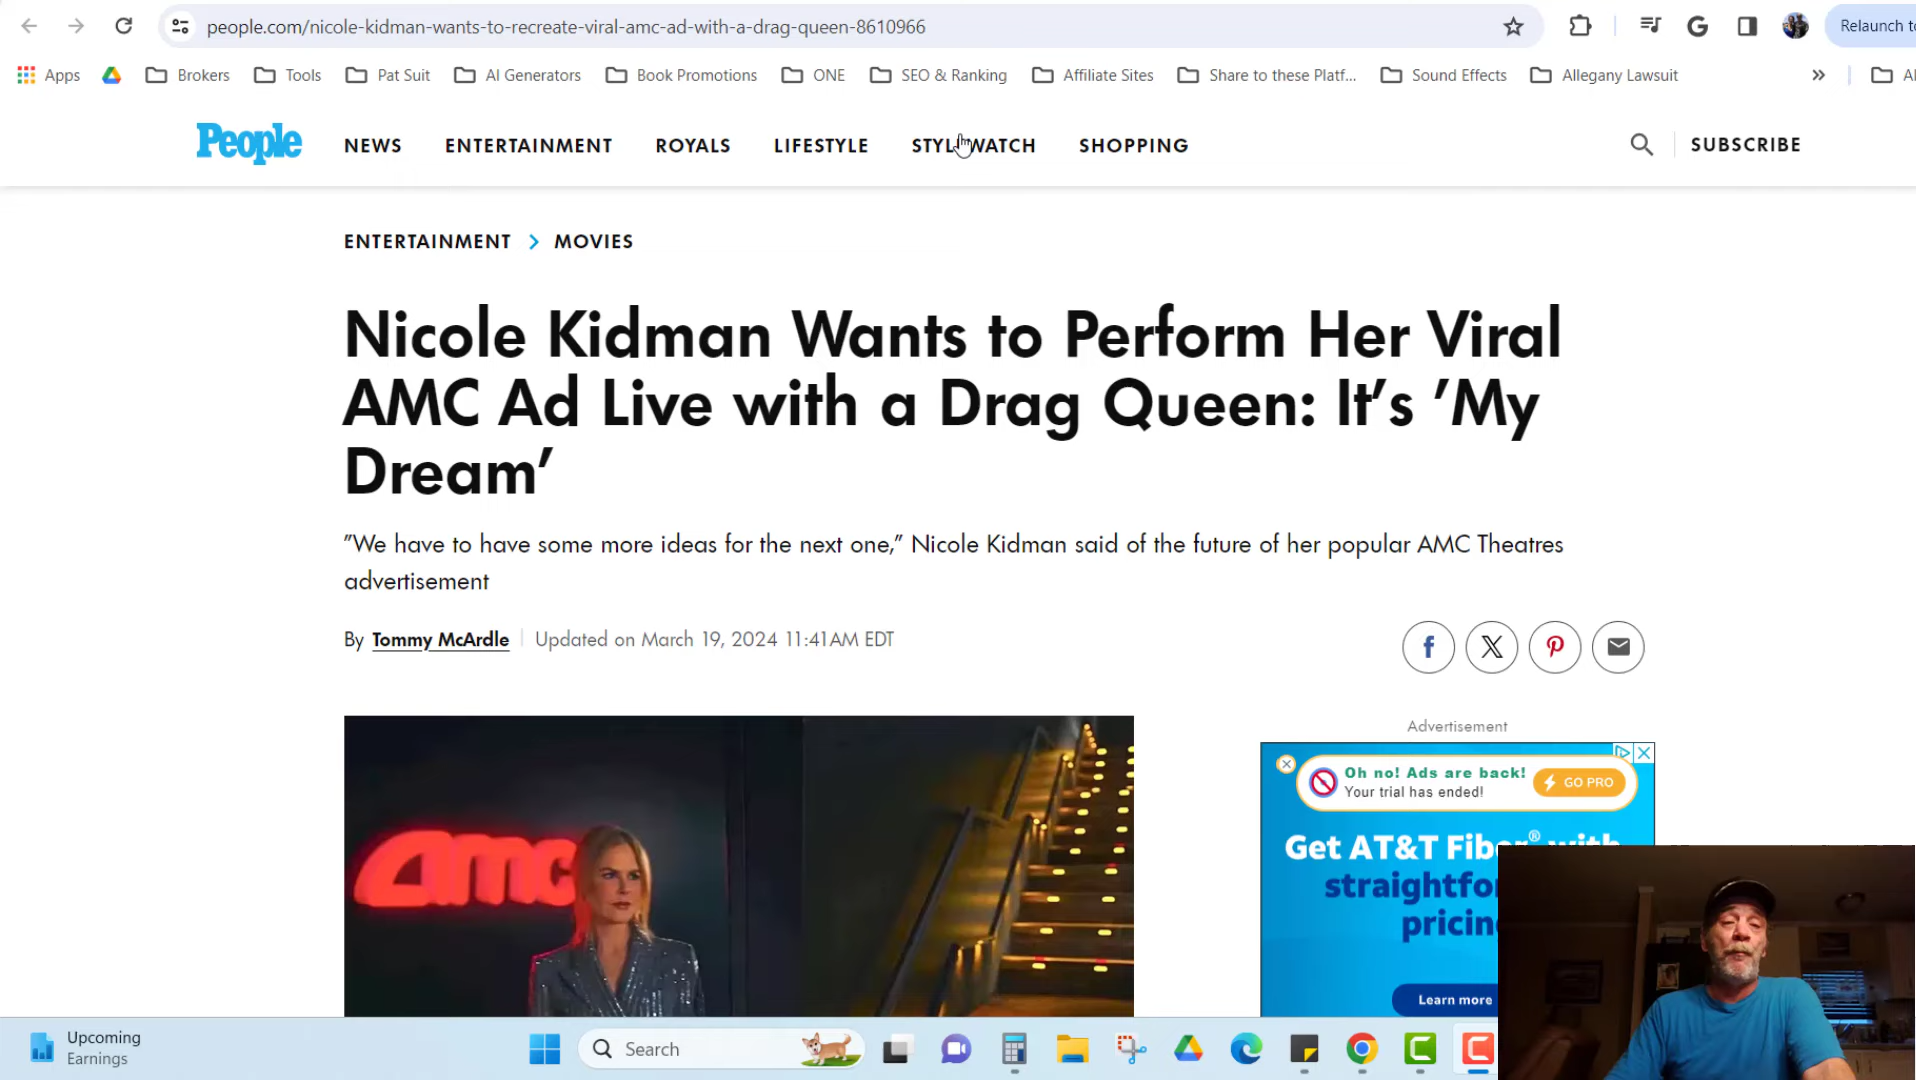 people.com/nicole-kidman-wants-to-recreate-viral-amc-ad-with-a-drag-queen-8610966
Relaunch to
Apps Brokers Tools Pat Suit AI Generators Book Promotions ONE SEO & Ranking Affiliate Sites Share to these Platf... Sound Effects Allegany Lawsuit » Al
People NEWS ENTERTAINMENT ROYALS LIFESTYLE STYLEWATCH SHOPPING SUBSCRIBE
ENTERTAINMENT > MOVIES
Nicole Kidman Wants to Perform Her Viral
AMC Ad Live with a Drag Queen: It's 'My
Dream'
"We have to have some more ideas for the next one," Nicole Kidman said of the future of her popular AMC Theatres
advertisement
By Tommy McArdle Updated on March 19, 2024 11:41AM EDT
Advertisement
Oh no! Ads are back!
Your trial has ended!
GO PRO
Get AT&T Fiber® with
straightfor
pricing
Learn more
amc
Upcoming
Earnings
Search